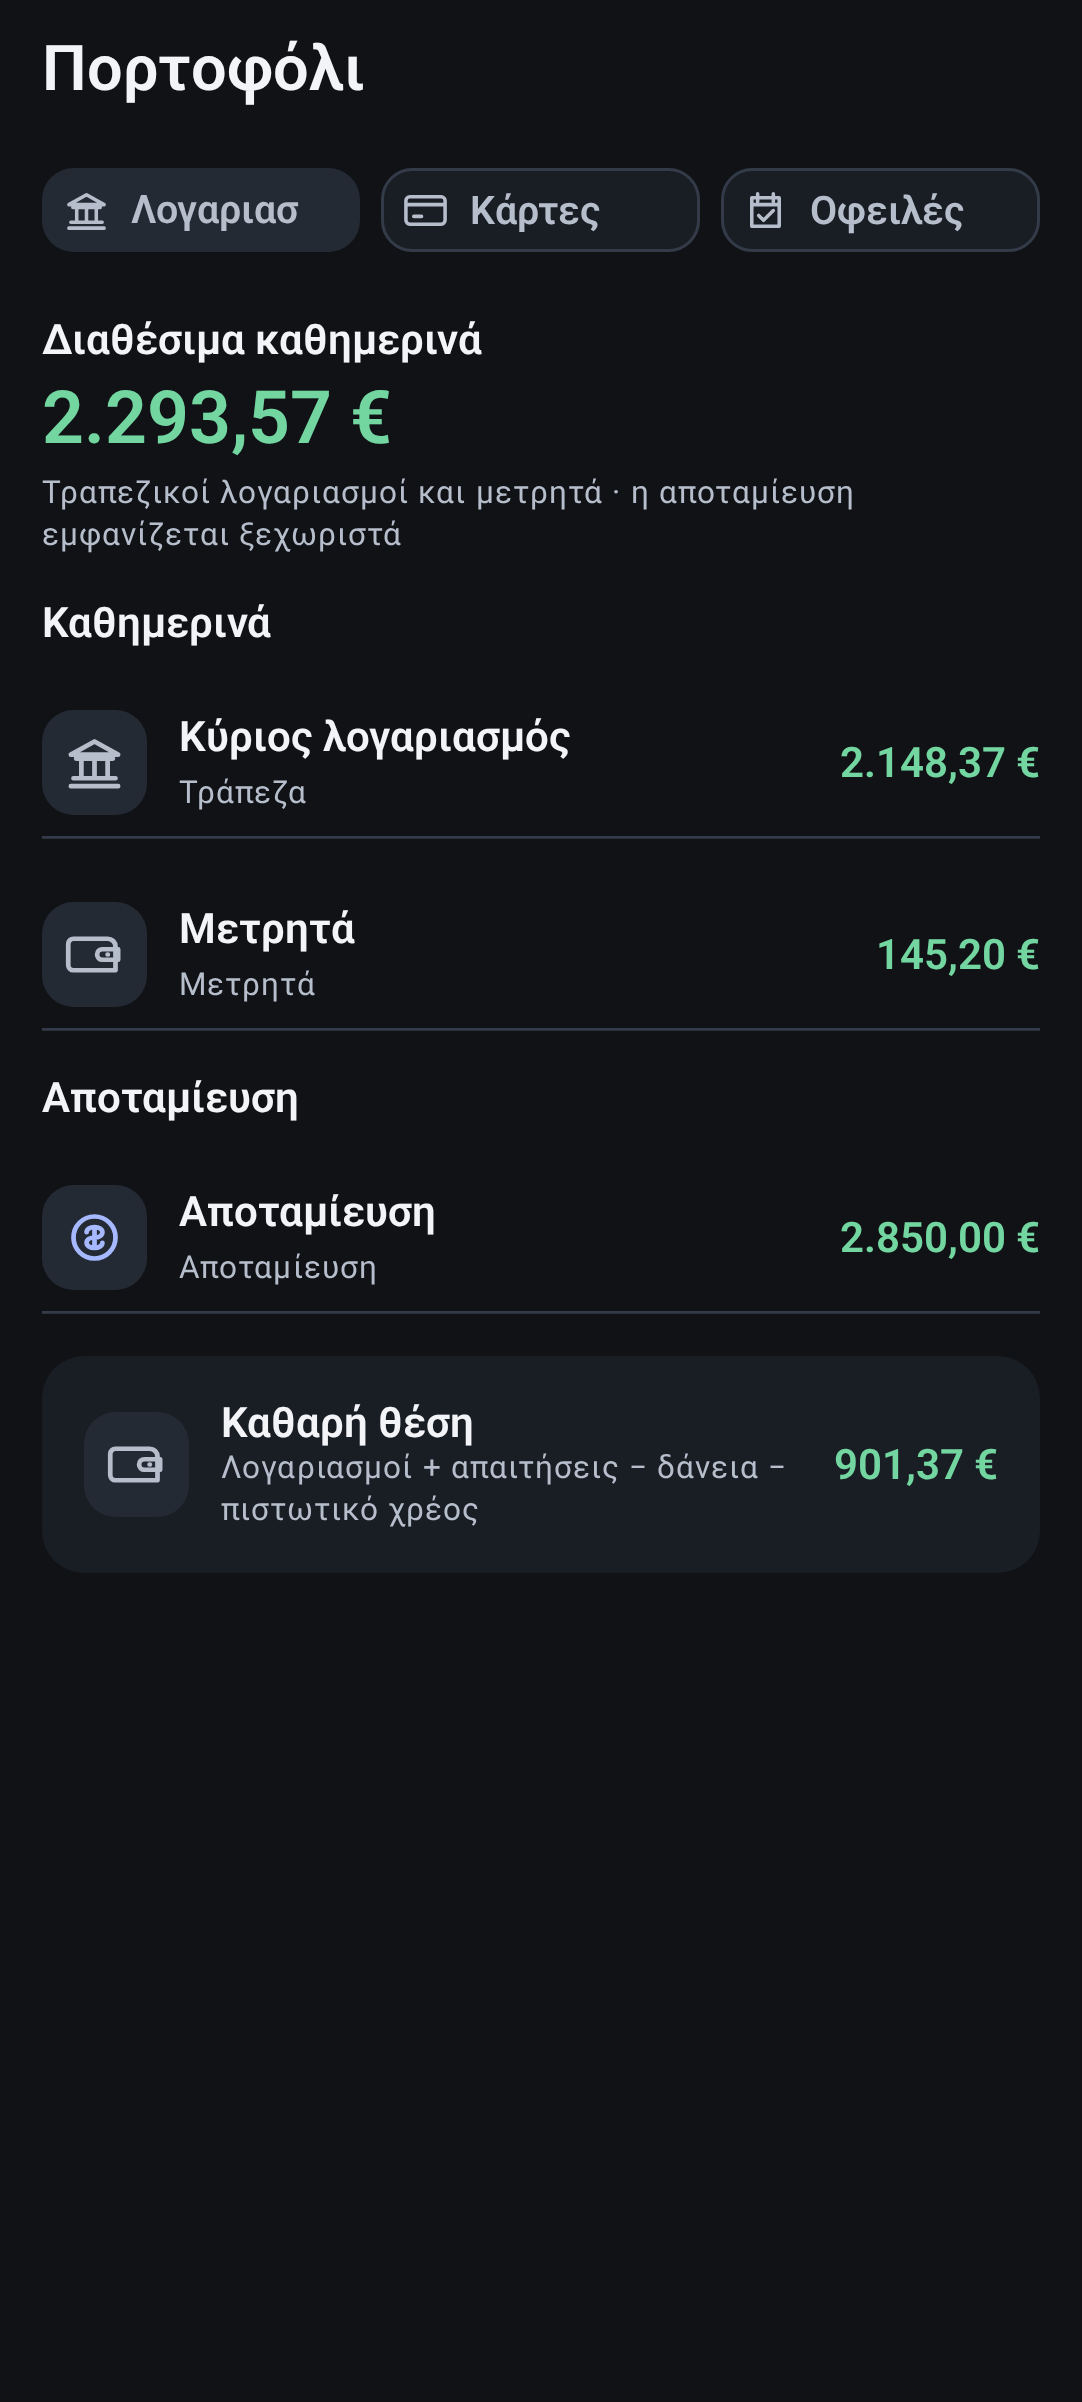 Πορτοφόλι
Λογαριασ
Κάρτες
Οφειλές
Διαθέσιμα καθημερινά
2.293,57 €
Τραπεζικοί λογαριασμοί και μετρητά · η αποταμίευση
εμφανίζεται ξεχωριστά
Καθημερινά
Κύριος λογαριασμός
Τράπεζα
2.148,37 €
Μετρητά
Μετρητά
145,20 €
Αποταμίευση
Αποταμίευση
Αποταμίευση
2.850,00 €
Καθαρή θέση
Λογαριασμοί + απαιτήσεις − δάνεια −
πιστωτικό χρέος
901,37 €